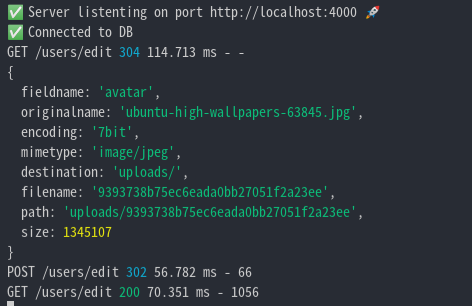 ✅ Server listenting on port http://localhost:4000 🚀
✅ Connected to DB
GET /users/edit 304 114.713 ms - -
{
  fieldname: 'avatar',
  originalname: 'ubuntu-high-wallpapers-63845.jpg',
  encoding: '7bit',
  mimetype: 'image/jpeg',
  destination: 'uploads/',
  filename: '9393738b75ec6eada0bb27051f2a23ee',
  path: 'uploads/9393738b75ec6eada0bb27051f2a23ee',
  size: 1345107
}
POST /users/edit 302 56.782 ms - 66
GET /users/edit 200 70.351 ms - 1056